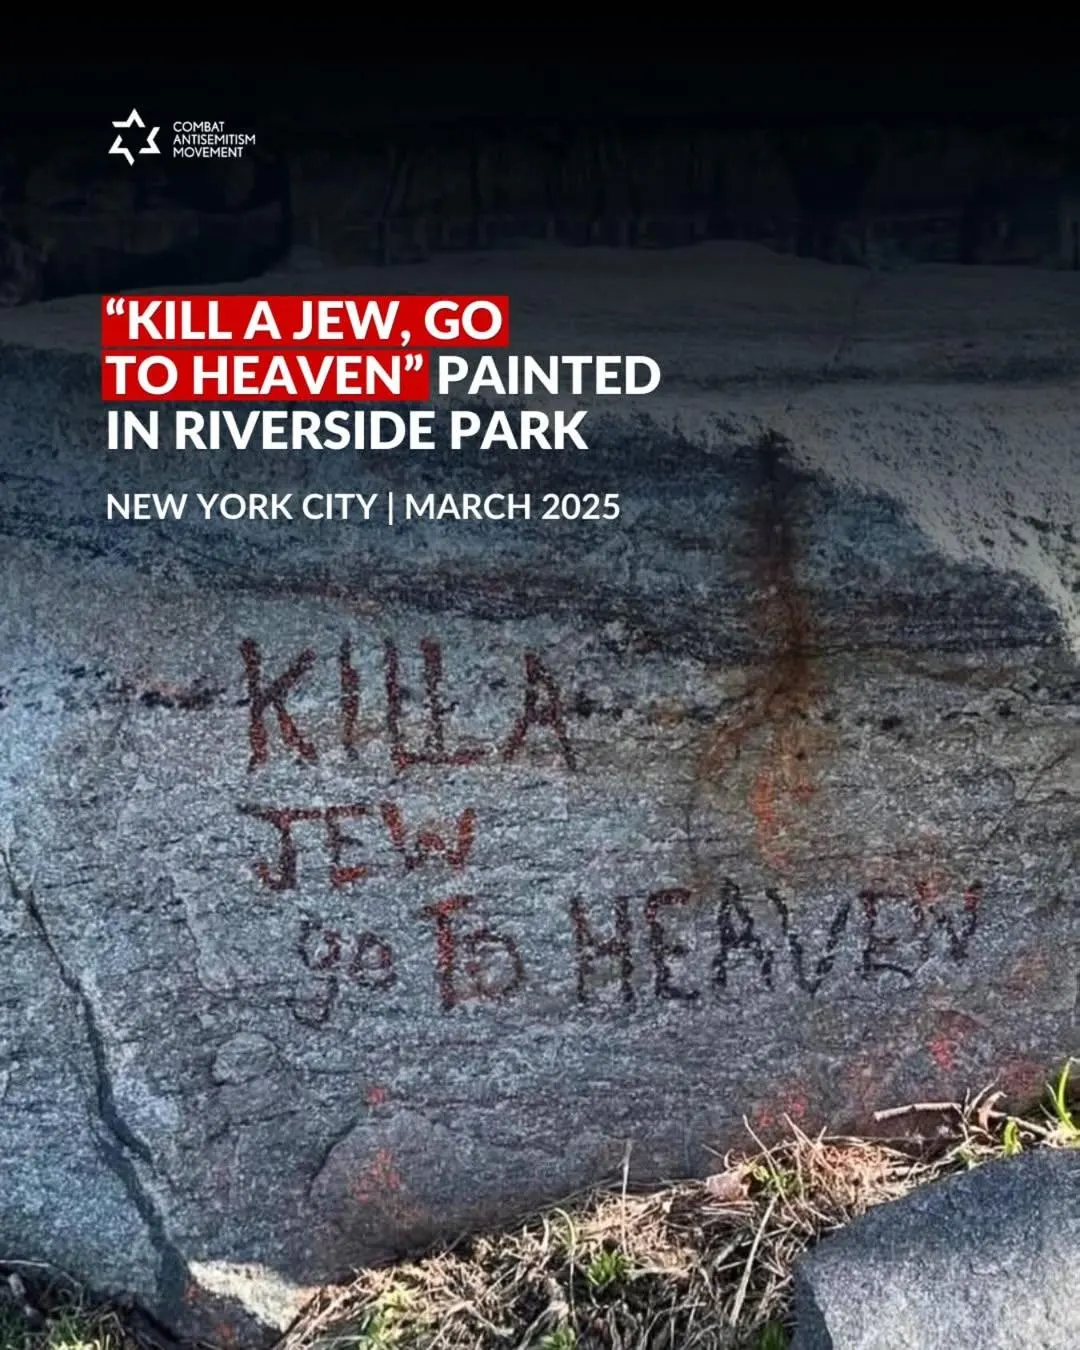 COMBAT
ANTISEMITISM
MOVEMENT
“KILL A JEW, GO
TO HEAVEN” PAINTED
IN RIVERSIDE PARK
NEW YORK CITY | MARCH 2025
KILL A
JEW
go To HEAVEN